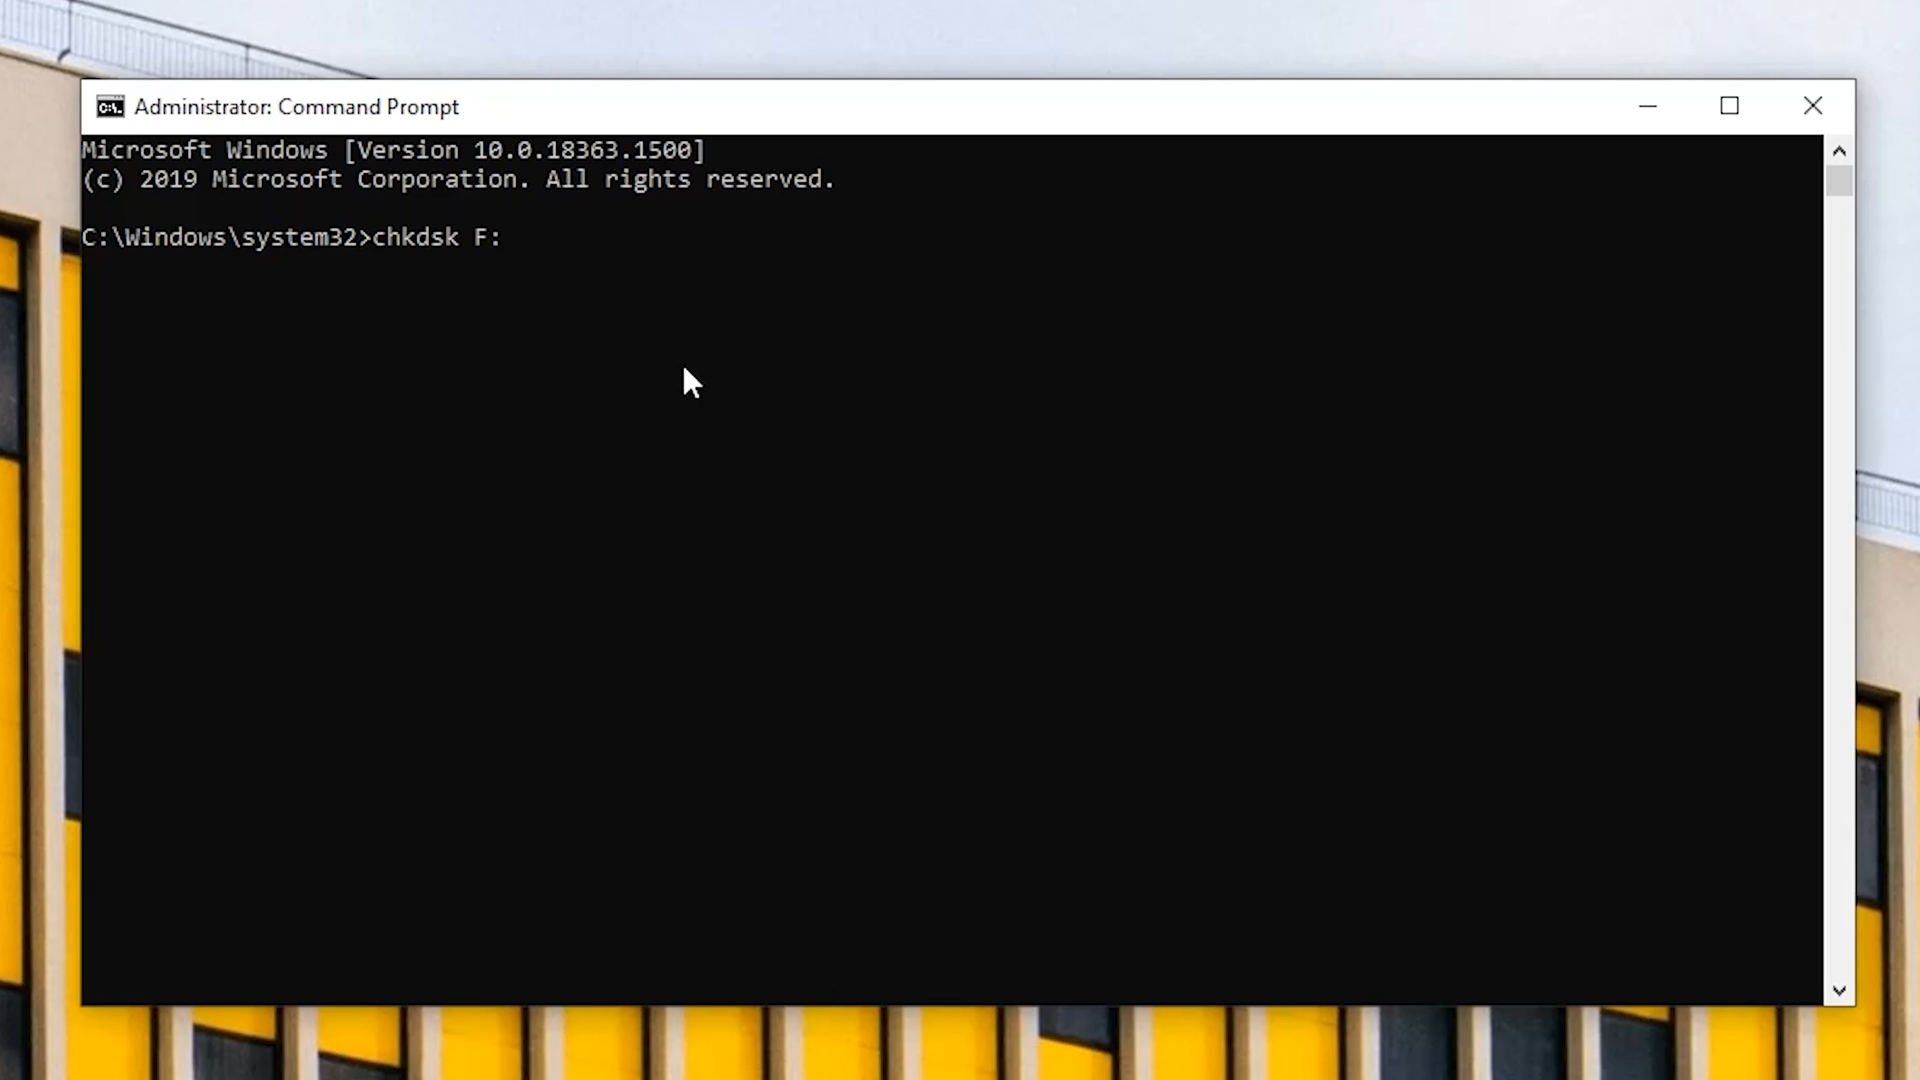 Administrator: Command Prompt
Microsoft Windows [Version 10.0.18363.1500]
(c) 2019 Microsoft Corporation. All rights reserved.
C:\Windows\system32>chkdsk F: